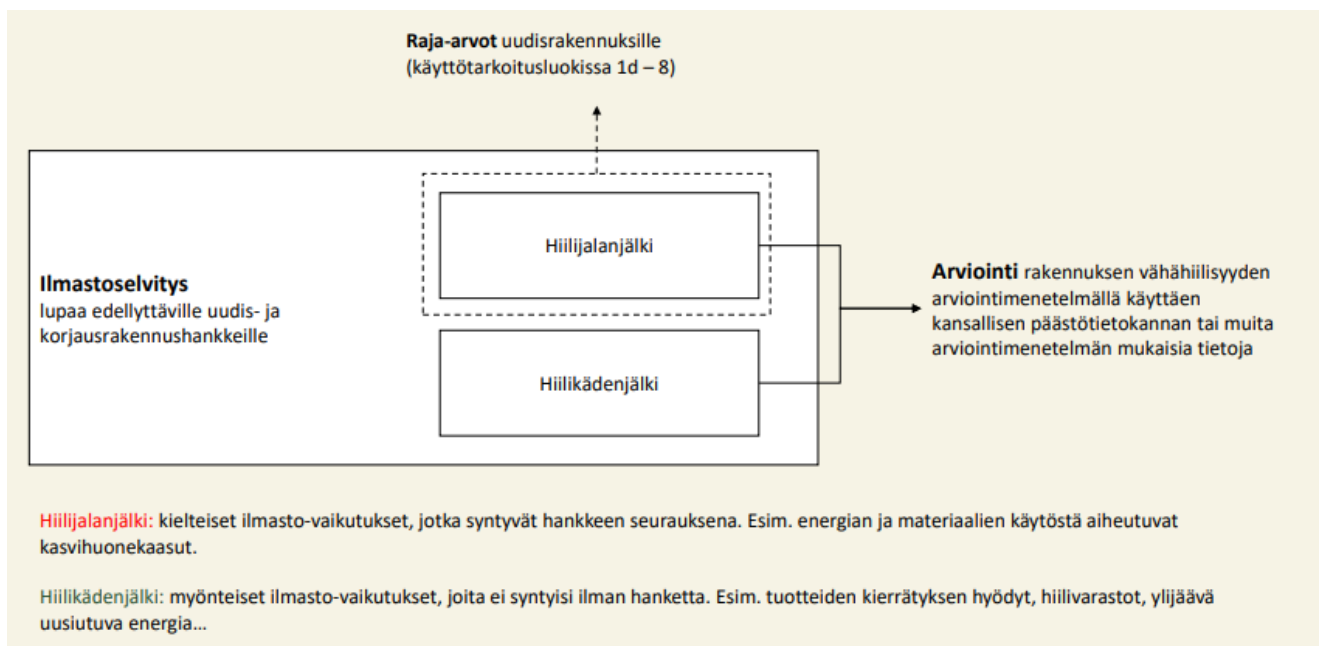 Raja-arvot uudisrakennuksille
(käyttötarkoitusluokissa 1d – 8)
Hiilijalanjälki
Ilmastoselvitys
lupaa edellyttäville uudis- ja
korjausrakennushankkeille
Arviointi rakennuksen vähähiilisyyden
arviointimenetelmällä käyttäen
kansallisen päästötietokannan tai muita
arviointimenetelmän mukaisia tietoja
Hiilikädenjälki
Hiilijalanjälki: kielteiset ilmasto-vaikutukset, jotka syntyvät hankkeen seurauksena. Esim. energian ja materiaalien käytöstä aiheutuvat
kasvihuonekaasut.
Hiilikädenjälki: myönteiset ilmasto-vaikutukset, joita ei syntyisi ilman hanketta. Esim. tuotteiden kierrätyksen hyödyt, hiilivarastot, ylijäävä
uusiutuva energia…